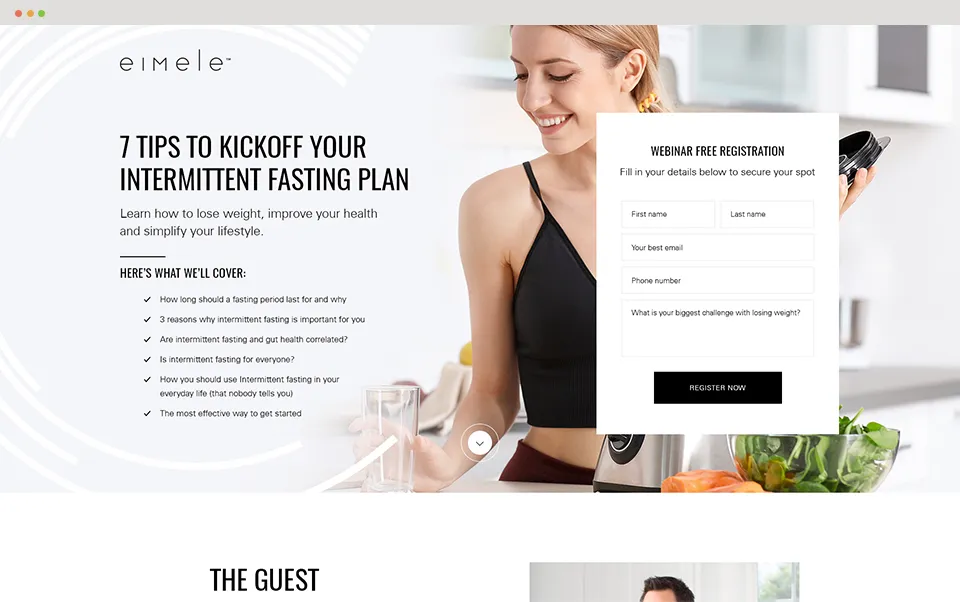 eimele™
7 TIPS TO KICKOFF YOUR
INTERMITTENT FASTING PLAN
Learn how to lose weight, improve your health
and simplify your lifestyle.
HERE'S WHAT WE'LL COVER:
How long should a fasting period last for and why
3 reasons why intermittent fasting is important for you
Are intermittent fasting and gut health correlated?
Is intermittent fasting for everyone?
How you should use Intermittent fasting in your
everyday life (that nobody tells you)
The most effective way to get started
WEBINAR FREE REGISTRATION
Fill in your details below to secure your spot
First name
Last name
Your best email
Phone number
What is your biggest challenge with losing weight?
REGISTER NOW
THE GUEST